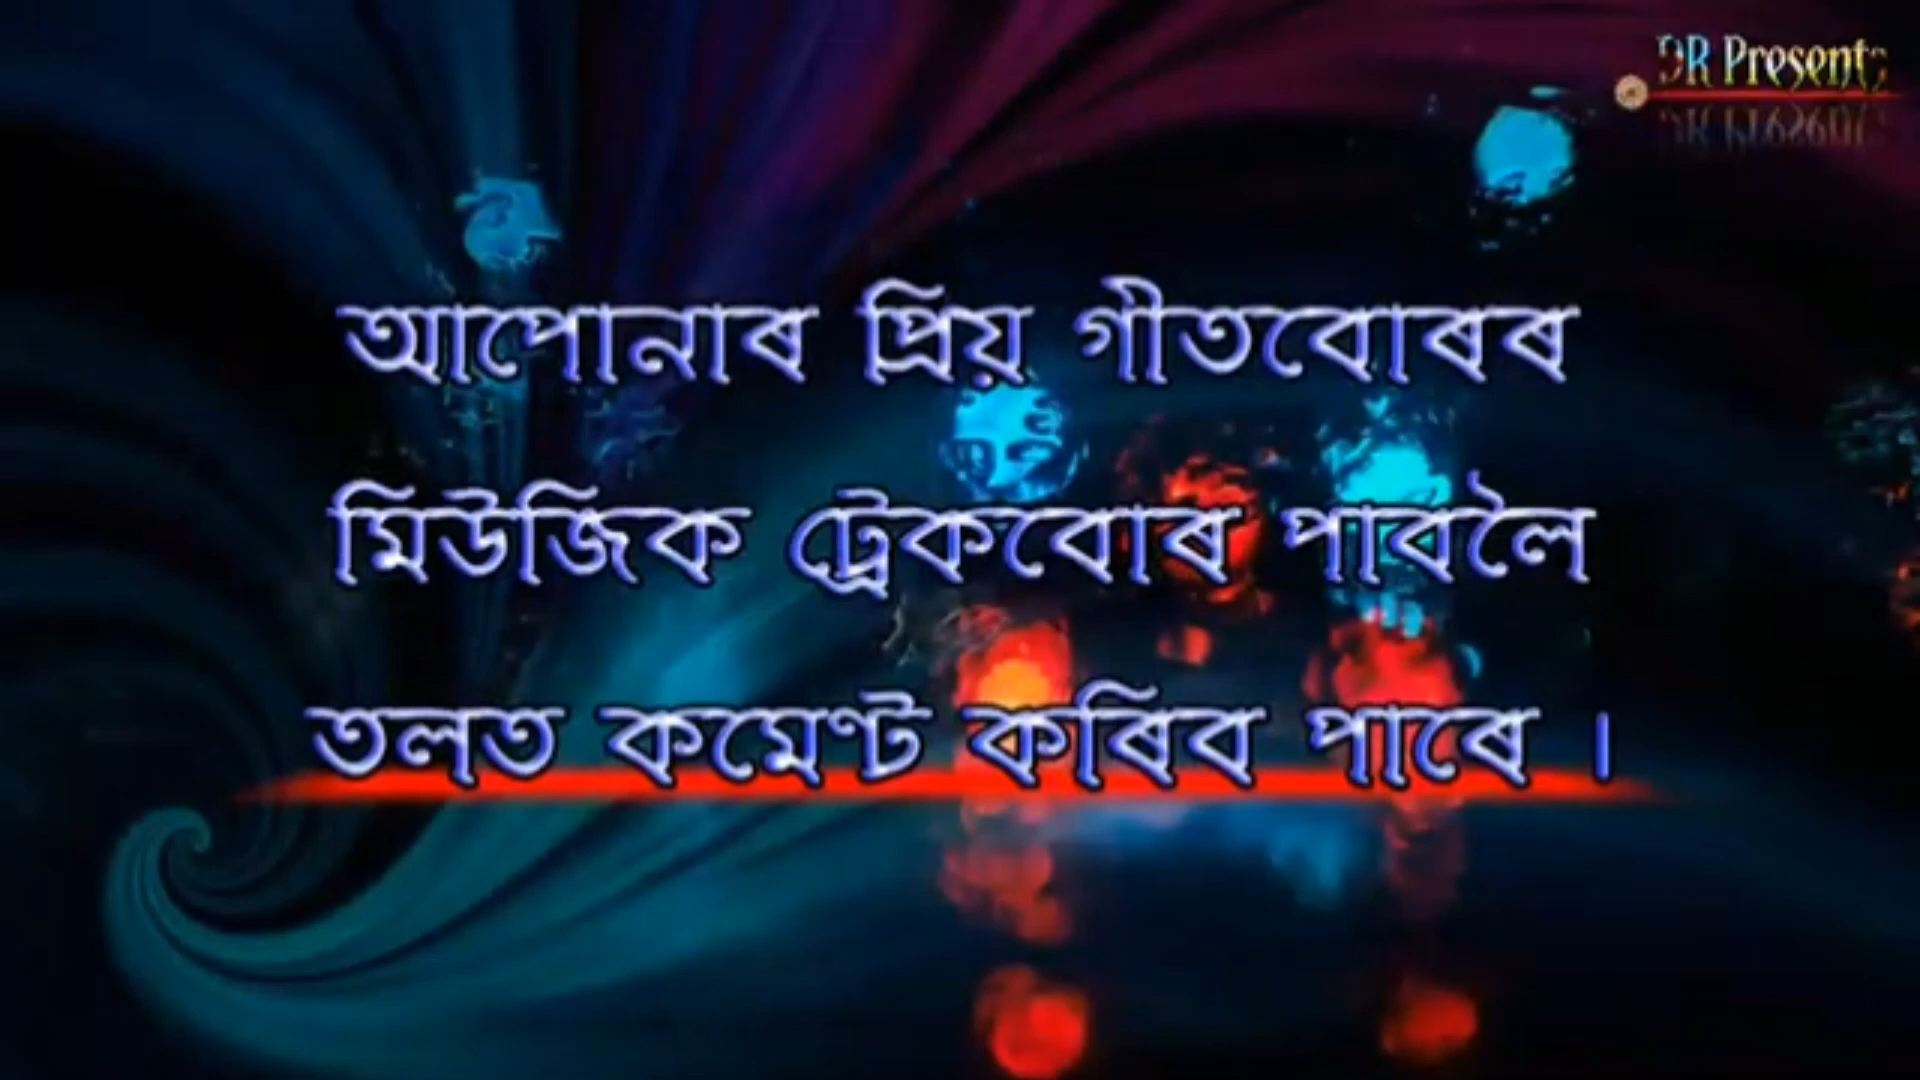 DR Presents
আপোনাৰ প্ৰিয় গীতবোৰৰ
মিউজিক ট্ৰেকবোৰ পাবলৈ
তলত কমেণ্ট কৰিব পাৰে ।